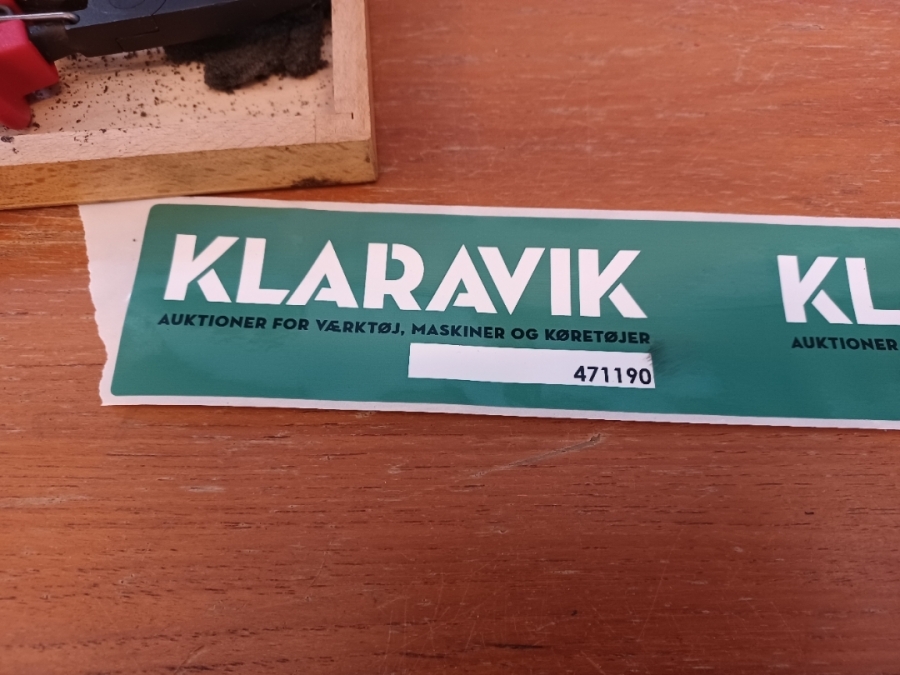 KLARAVIK
AUKTIONER FOR VÆRKTØJ, MASKINER OG KØRETØJER
471190
KL
AUKTIONER